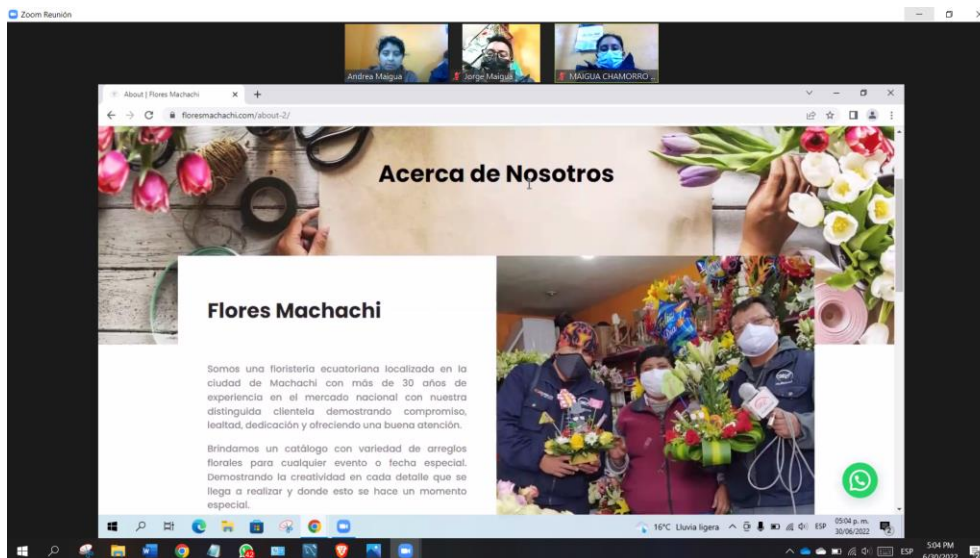 Zoom Reunión
Andrea Maigua
Jorge Maigua
MAIGUA CHAMORRO ...
About | Flores Machachi
floresmachachi.com/about-2/
Acerca de Nosotros
Flores Machachi
Somos una floristería ecuatoriana localizada en la
ciudad de Machachi con más de 30 años de
experiencia en el mercado nacional con nuestra
distinguida clientela demostrando compromiso,
lealtad, dedicación y ofreciendo una buena atención.
Brindamos un catálogo con variedad de arreglos
florales para cualquier evento o fecha especial.
Demostrando la creatividad en cada detalle que se
llega a realizar y donde esto se hace un momento
especial.
16°C Lluvia ligera
ESP
05:04 p. m.
30/06/2022
ESP
5:04 PM
6/30/2022